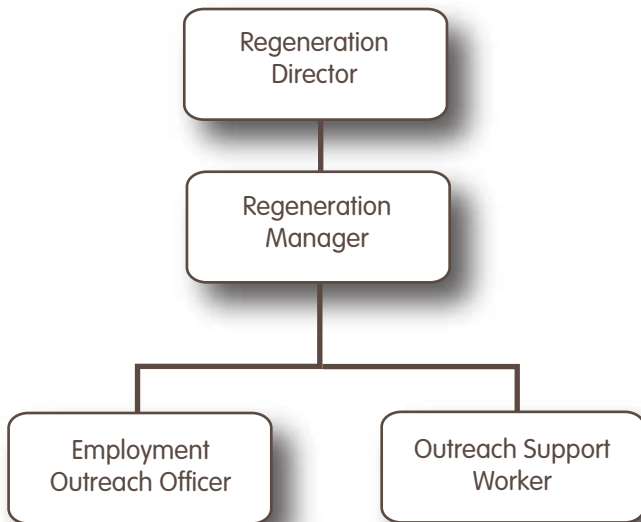 Regeneration
Director
Regeneration
Manager
Employment
Outreach Officer
Outreach Support
Worker